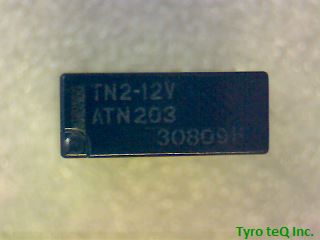 TN2-12V
ATN203
30809
Tyro teQ Inc.